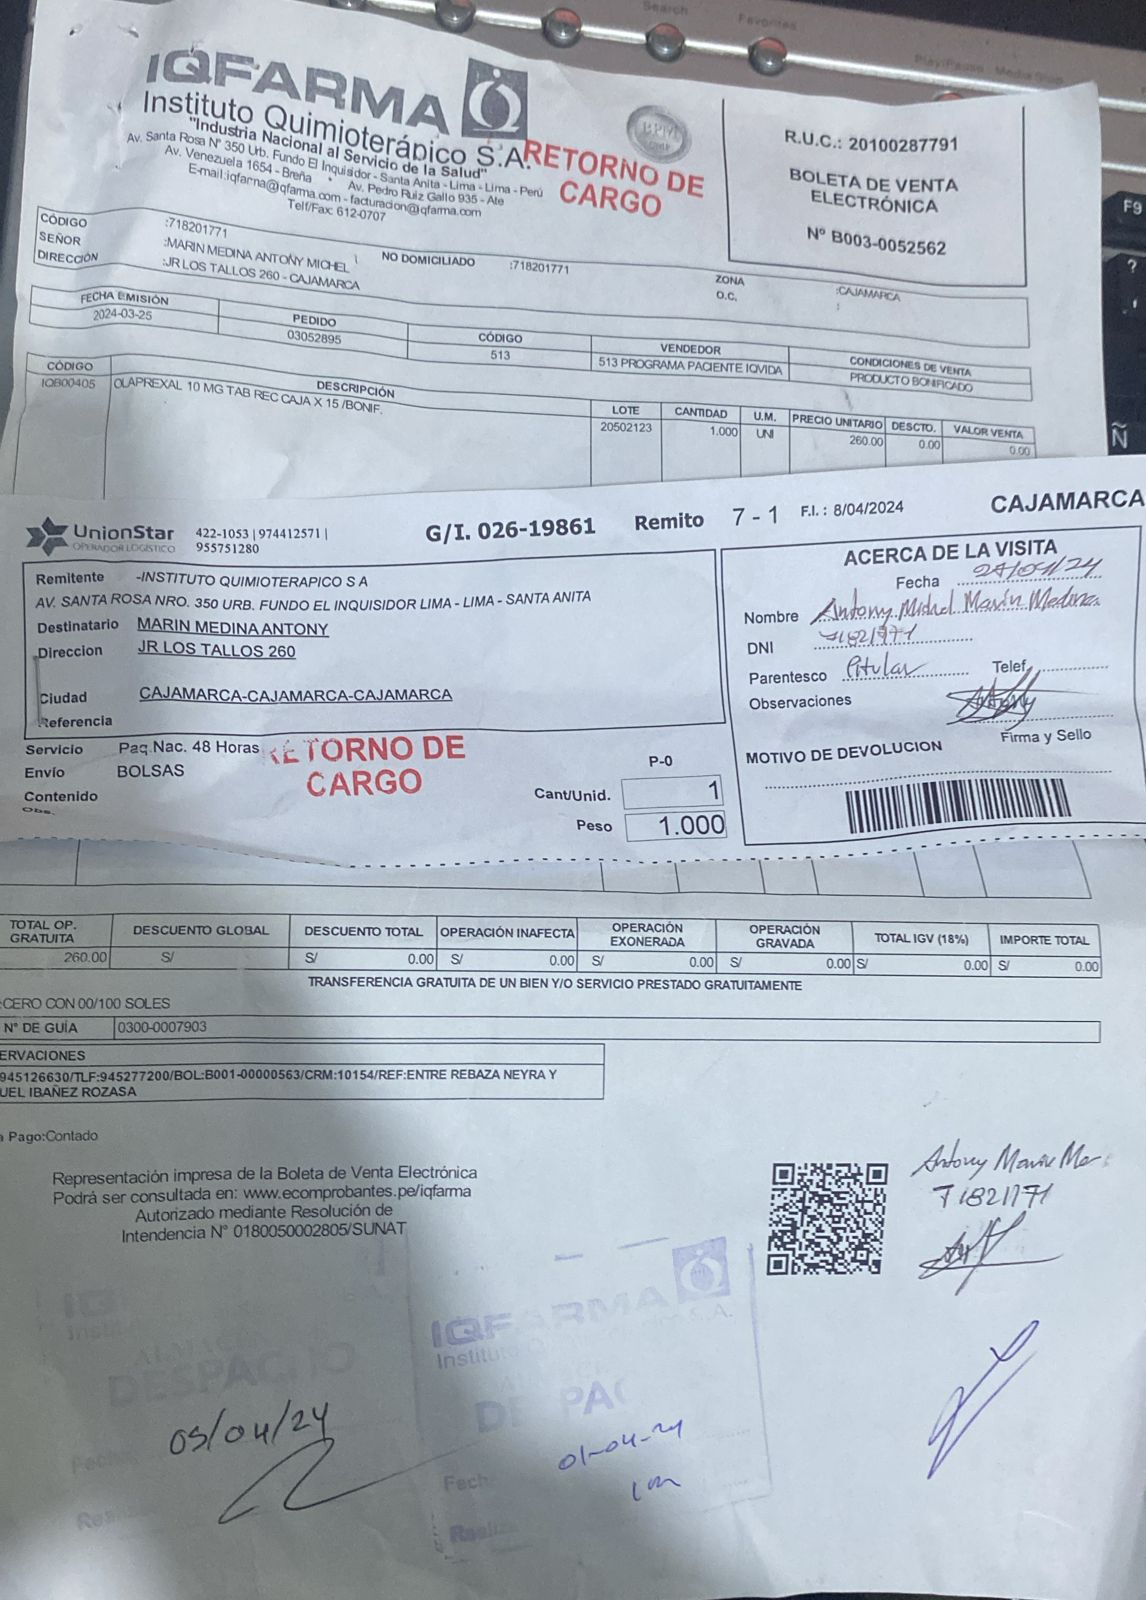 Search
Favorites
Play/Pause Media Stop
F9
?
Ñ
IQFARMA
Instituto Quimioterápico S.A.
"Industria Nacional al Servicio de la Salud"
Av. Santa Rosa N° 350 Urb. Fundo El Inquisidor - Santa Anita - Lima - Lima - Perú
Av. Venezuela 1654 - Breña • Av. Pedro Ruiz Gallo 935 - Ate
E-mail:iqfarna@qfarma.com - facturacion@qfarma.com
Telf/Fax: 612-0707
RETORNO DE
CARGO
R.U.C.: 20100287791
BOLETA DE VENTA
ELECTRÓNICA
N° B003-0052562
CÓDIGO :718201771
SEÑOR :MARIN MEDINA ANTONY MICHEL NO DOMICILIADO :718201771
DIRECCIÓN :JR LOS TALLOS 260 - CAJAMARCA
ZONA :CAJAMARCA
O.C. :
FECHA EMISIÓN PEDIDO CÓDIGO VENDEDOR CONDICIONES DE VENTA
2024-03-25 03052895 513 513 PROGRAMA PACIENTE IQVIDA PRODUCTO BONIFICADO
CÓDIGO DESCRIPCIÓN LOTE CANTIDAD U.M. PRECIO UNITARIO DESCTO. VALOR VENTA
IQB00405 OLAPREXAL 10 MG TAB REC CAJA X 15 /BONIF. 20502123 1.000 UNI 260.00 0.00 0.00
UnionStar
OPERADOR LOGISTICO
422-1053 | 974412571 |
955751280
G/I. 026-19861 Remito 7 - 1 F.I. : 8/04/2024 CAJAMARCA
Remitente -INSTITUTO QUIMIOTERAPICO S A
AV. SANTA ROSA NRO. 350 URB. FUNDO EL INQUISIDOR LIMA - LIMA - SANTA ANITA
Destinatario MARIN MEDINA ANTONY
Direccion JR LOS TALLOS 260
Ciudad CAJAMARCA-CAJAMARCA-CAJAMARCA
Referencia
Servicio Paq.Nac. 48 Horas
Envío BOLSAS
Contenido
Obs.
RETORNO DE
CARGO
P-0
Cant/Unid. 1
Peso 1.000
ACERCA DE LA VISITA
Fecha
Nombre Antony Marin Medina
DNI
Parentesco Titular Telef.
Observaciones
Firma y Sello
MOTIVO DE DEVOLUCION
TOTAL OP. GRATUITA DESCUENTO GLOBAL DESCUENTO TOTAL OPERACIÓN INAFECTA OPERACIÓN EXONERADA OPERACIÓN GRAVADA TOTAL IGV (18%) IMPORTE TOTAL
260.00 S/ S/ 0.00 S/ 0.00 S/ 0.00 S/ 0.00 S/ 0.00 S/ 0.00
TRANSFERENCIA GRATUITA DE UN BIEN Y/O SERVICIO PRESTADO GRATUITAMENTE
:CERO CON 00/100 SOLES
N° DE GUÍA 0300-0007903
ERVACIONES
945126630/TLF:945277200/BOL:B001-00000563/CRM:10154/REF:ENTRE REBAZA NEYRA Y
UEL IBAÑEZ ROZASA
a Pago:Contado
Representación impresa de la Boleta de Venta Electrónica
Podrá ser consultada en: www.ecomprobantes.pe/iqfarma
Autorizado mediante Resolución de
Intendencia N° 0180050002805/SUNAT
Antony Marin Me
71821771
IQFARMA
DESPACHO
05/04/24
01-04-24